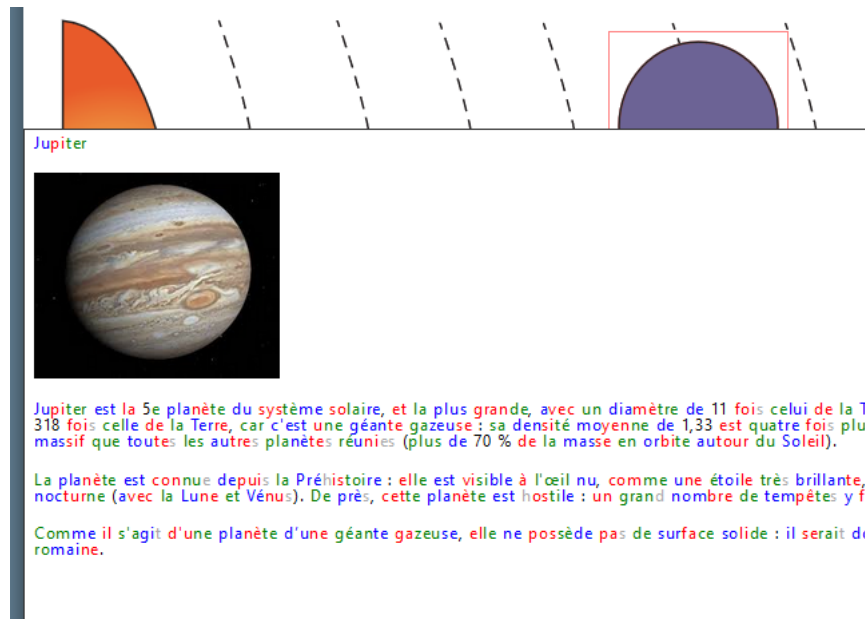 Jupiter
Jupiter est la 5e planète du système solaire, et la plus grande, avec un diamètre de 11 fois celui de la
318 fois celle de la Terre, car c'est une géante gazeuse : sa densité moyenne de 1,33 est quatre fois plu
massif que toutes les autres planètes réunies (plus de 70 % de la masse en orbite autour du Soleil).
La planète est connue depuis la Préhistoire : elle est visible à l'œil nu, comme une étoile très brillante,
nocturne (avec la Lune et Vénus). De près, cette planète est hostile : un grand nombre de tempêtes y f
Comme il s'agit d'une planète d'une géante gazeuse, elle ne possède pas de surface solide : il serait d
romaine.